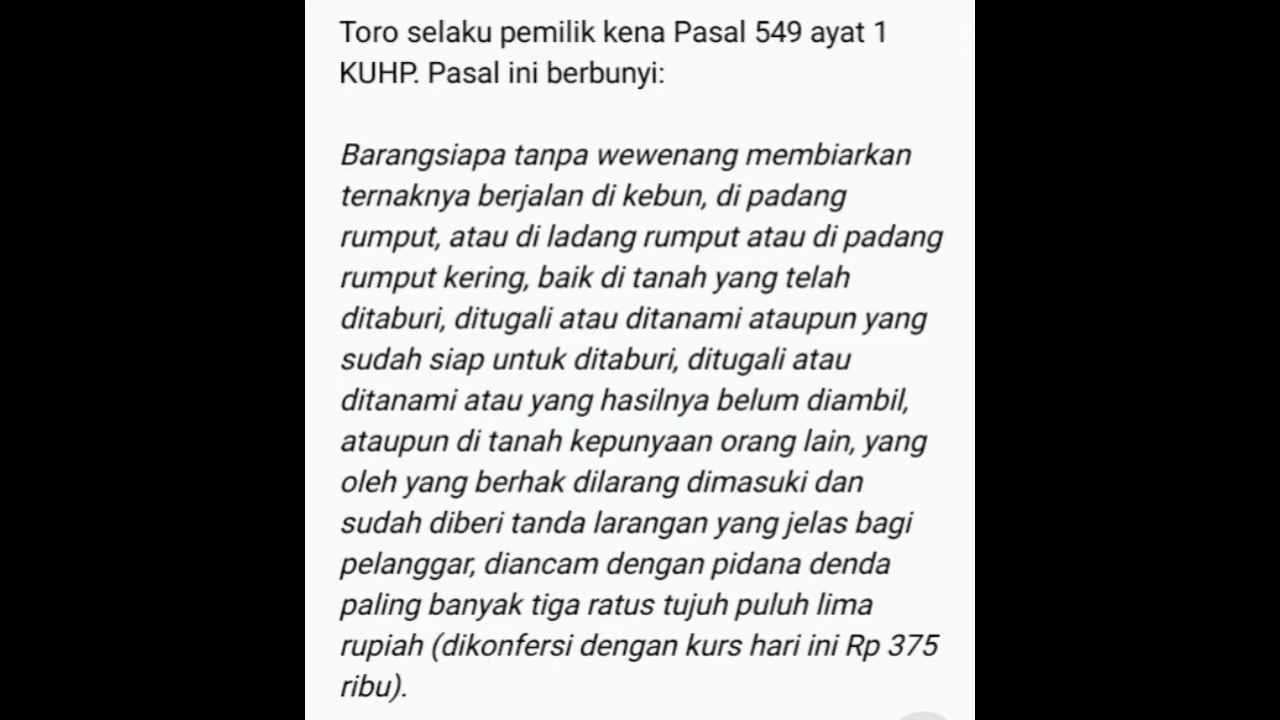 Toro selaku pemilik kena Pasal 549 ayat 1
KUHP. Pasal ini berbunyi:
Barangsiapa tanpa wewenang membiarkan
ternaknya berjalan di kebun, di padang
rumput, atau di ladang rumput atau di padang
rumput kering, baik di tanah yang telah
ditaburi, ditugali atau ditanami ataupun yang
sudah siap untuk ditaburi, ditugali atau
ditanami atau yang hasilnya belum diambil,
ataupun di tanah kepunyaan orang lain, yang
oleh yang berhak dilarang dimasuki dan
sudah diberi tanda larangan yang jelas bagi
pelanggar, diancam dengan pidana denda
paling banyak tiga ratus tujuh puluh lima
rupiah (dikonfersi dengan kurs hari ini Rp 375
ribu).